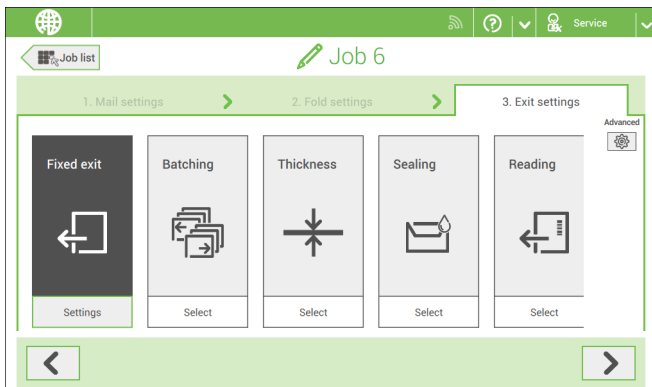 Service
Job list
Job 6
1. Mail settings
2. Fold settings
3. Exit settings
Advanced
Fixed exit
Batching
Thickness
Sealing
Reading
Settings
Select
Select
Select
Select